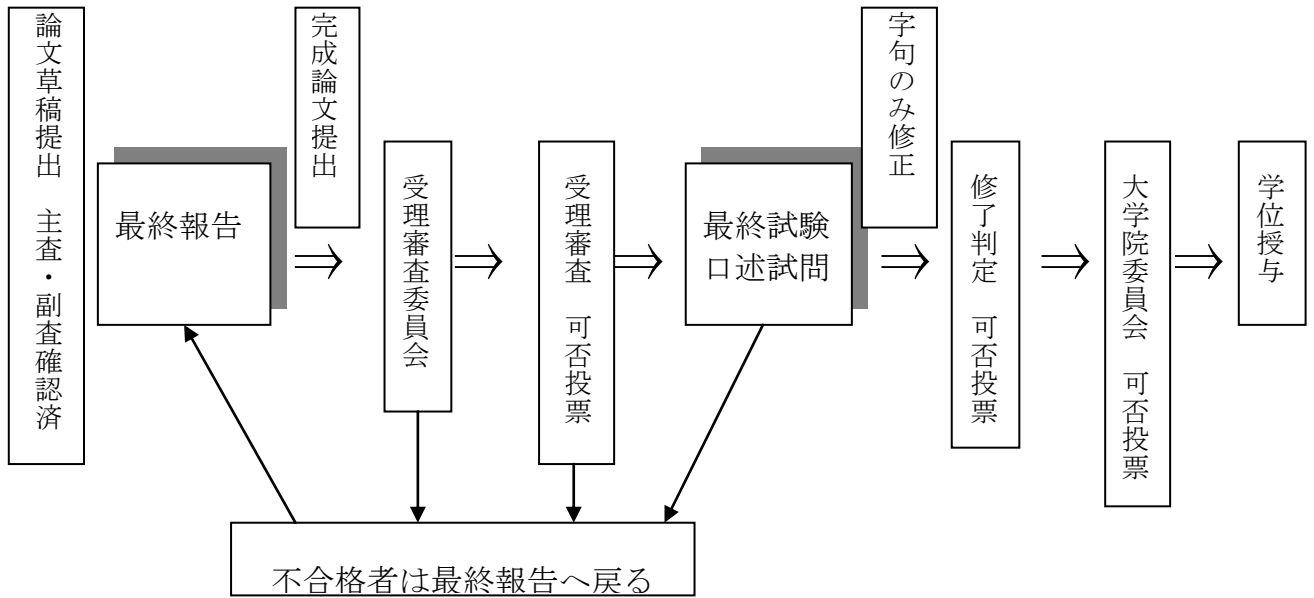 論文草稿提出　主査・副査確認済
最終報告
完成論文提出
受理審査委員会
受理審査　可否投票
最終試験
口述試問
字句のみ修正
修了判定　可否投票
大学院委員会　可否投票
学位授与
不合格者は最終報告へ戻る